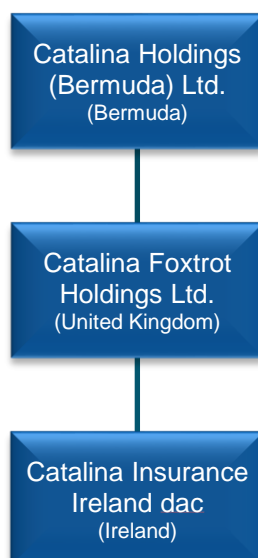 Catalina Holdings
(Bermuda) Ltd.
(Bermuda)
Catalina Foxtrot
Holdings Ltd.
(United Kingdom)
Catalina Insurance
Ireland dac
(Ireland)